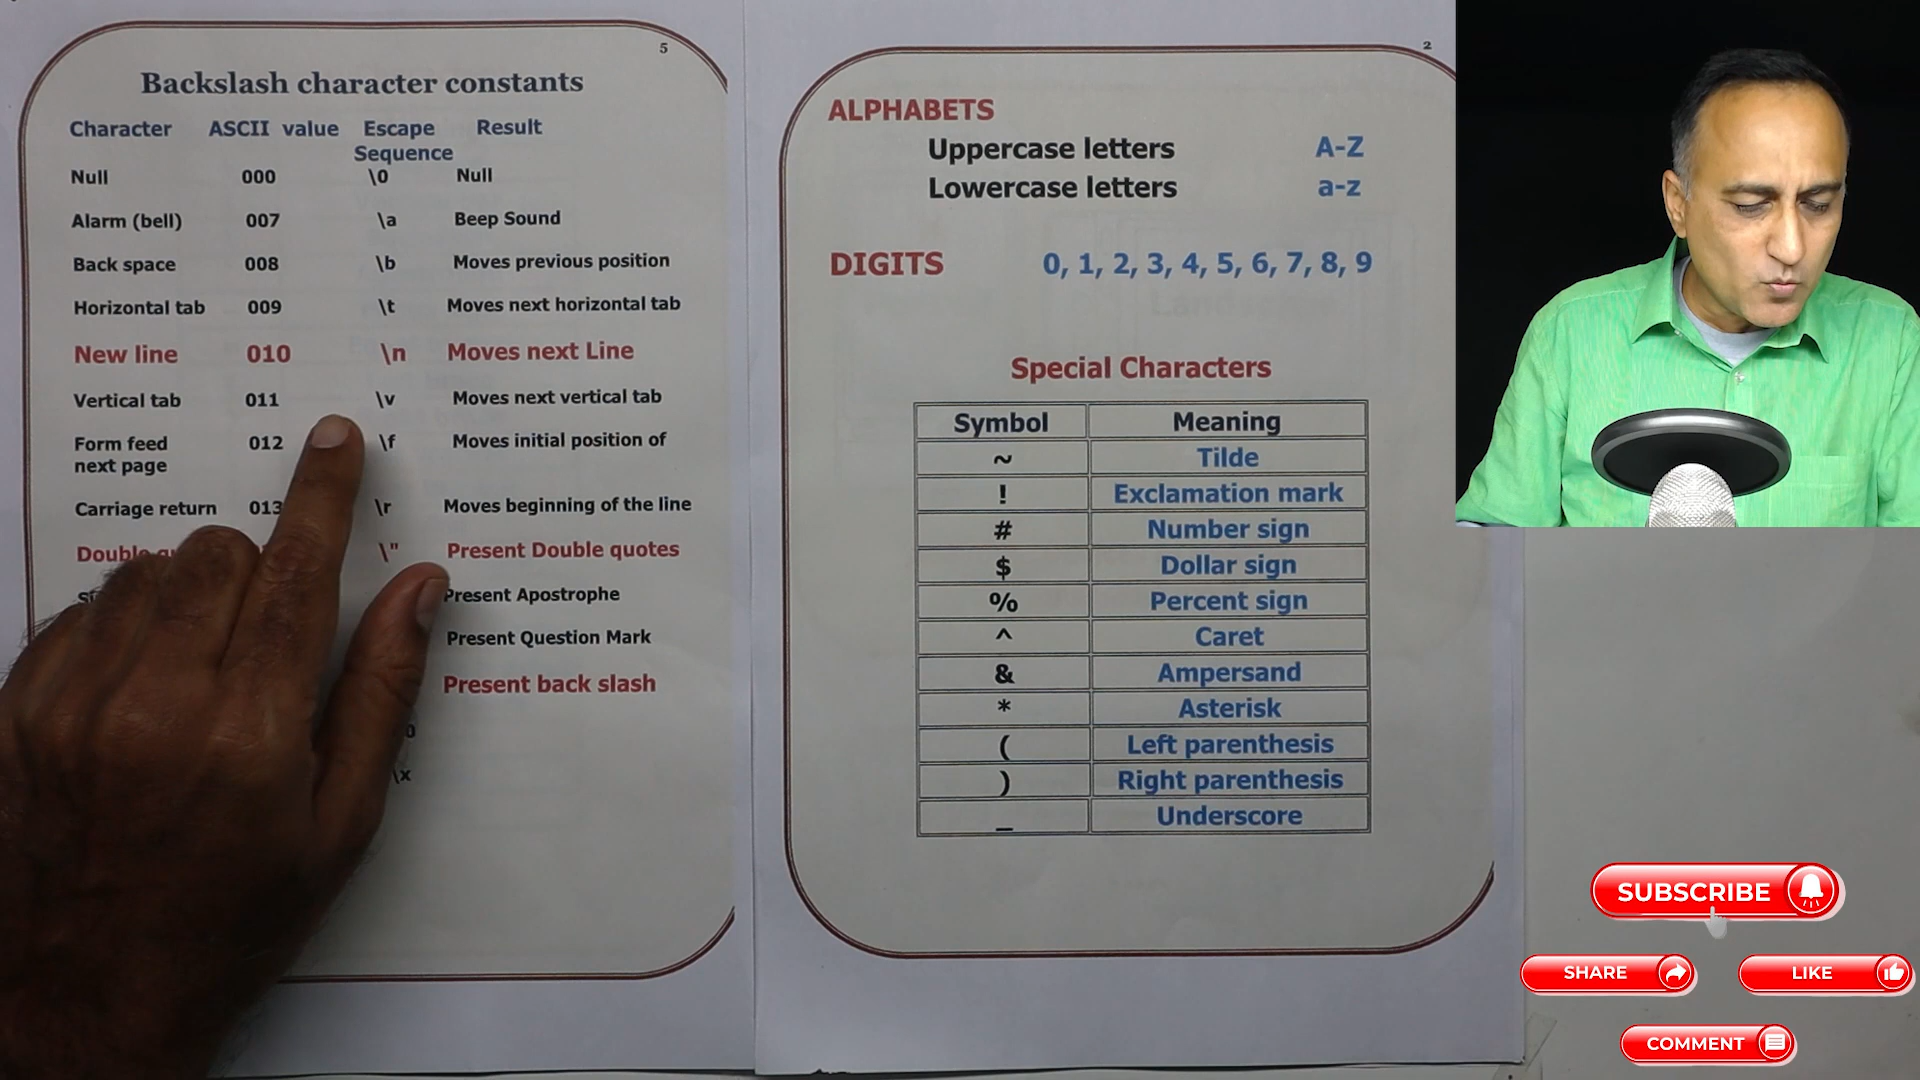 5
Backslash character constants
Character ASCII value Escape Sequence Result
Null 000 \0 Null
Alarm (bell) 007 \a Beep Sound
Back space 008 \b Moves previous position
Horizontal tab 009 \t Moves next horizontal tab
New line 010 \n Moves next Line
Vertical tab 011 \v Moves next vertical tab
Form feed 012 \f Moves initial position of
next page
Carriage return 013 \r Moves beginning of the line
\" Present Double quotes
Present Apostrophe
Present Question Mark
Present back slash
\x
2
ALPHABETS
Uppercase letters A-Z
Lowercase letters a-z
DIGITS 0, 1, 2, 3, 4, 5, 6, 7, 8, 9
Special Characters
Symbol Meaning
~ Tilde
! Exclamation mark
# Number sign
$ Dollar sign
% Percent sign
^ Caret
& Ampersand
* Asterisk
( Left parenthesis
) Right parenthesis
_ Underscore
SUBSCRIBE
SHARE LIKE
COMMENT